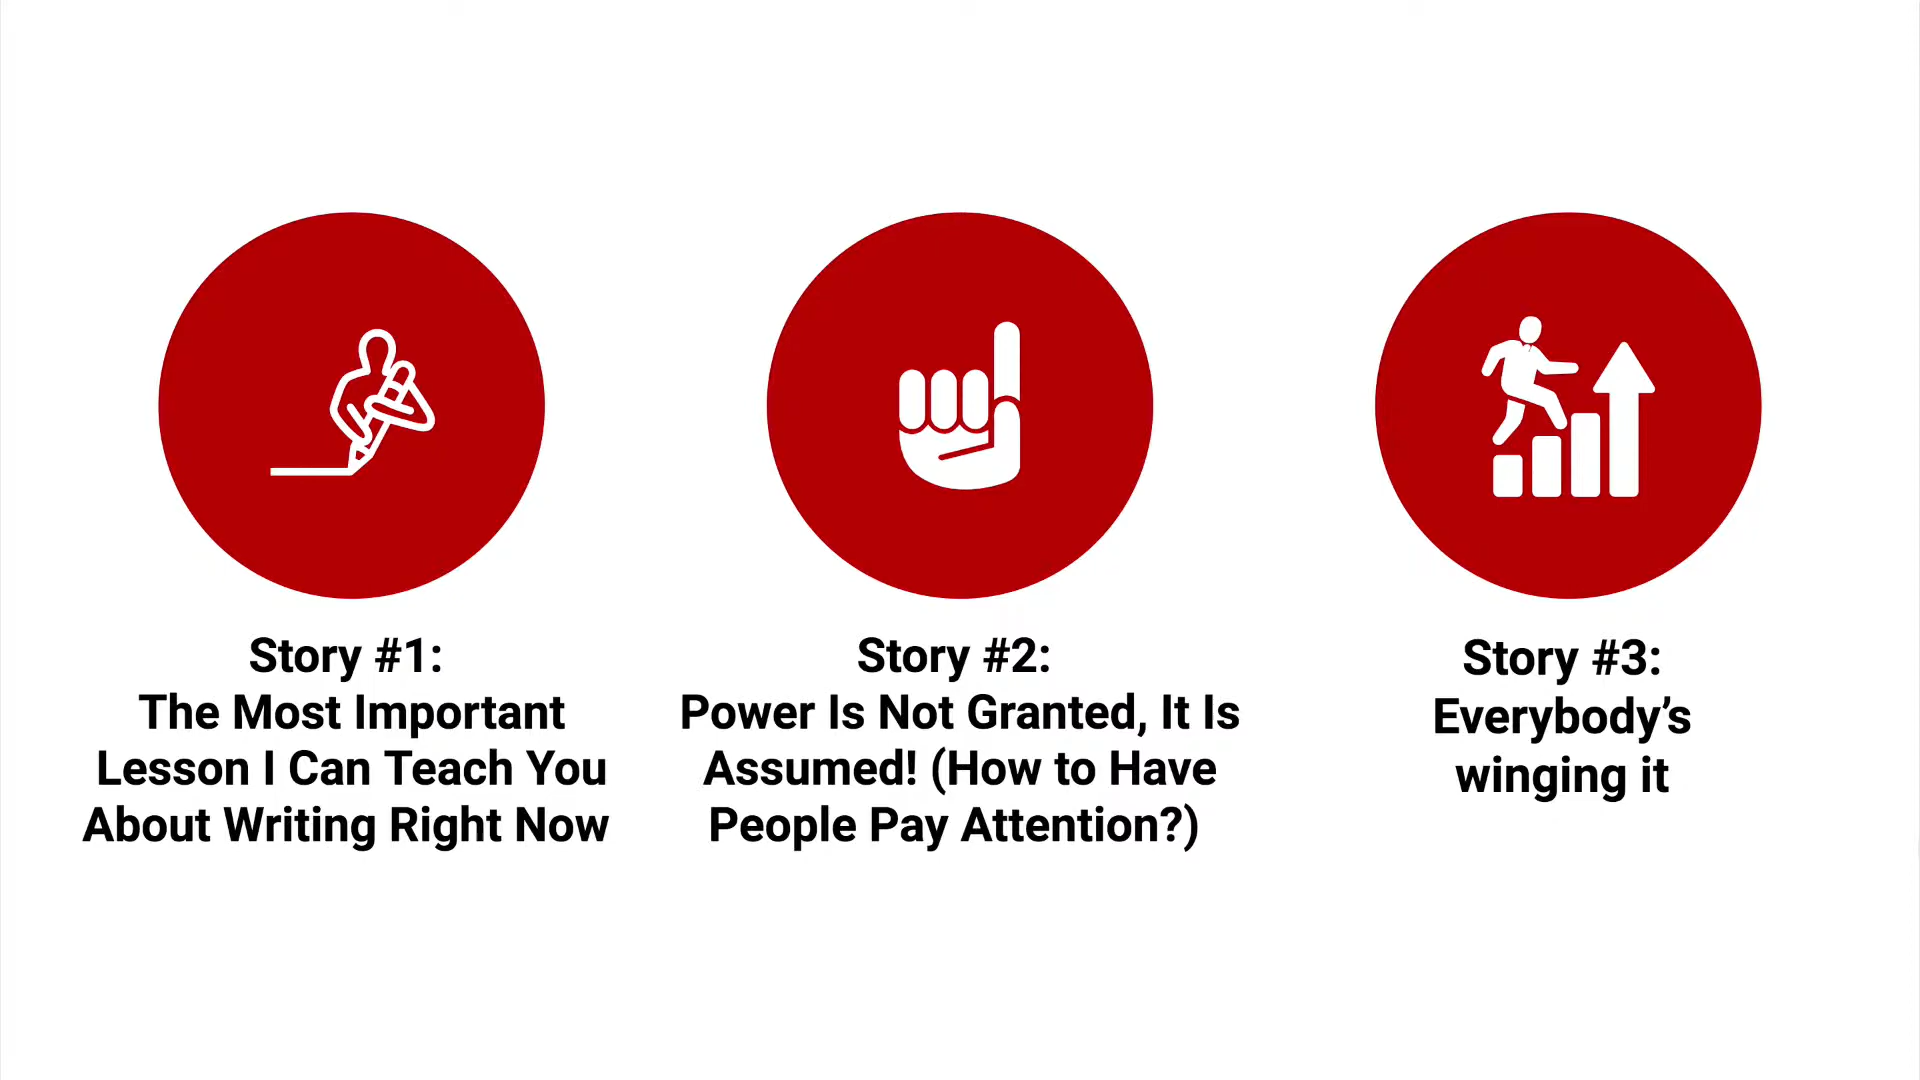 Story #1:
The Most Important
Lesson I Can Teach You
About Writing Right Now
Story #2:
Power Is Not Granted, It Is
Assumed! (How to Have
People Pay Attention?)
Story #3:
Everybody’s
winging it